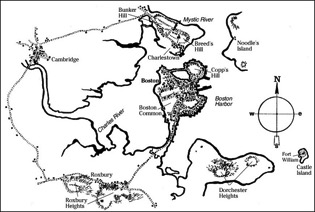 Bunker
Hill
Mystic River
Breed's
Hill
Noodle's
Island
Charlestown
Cambridge
Copp's
Hill
Boston
Boston
Harbor
Boston
Common
Charles River
N
Fort
William
Castle
Island
Roxbury
Roxbury
Heights
Dorchester
Heights